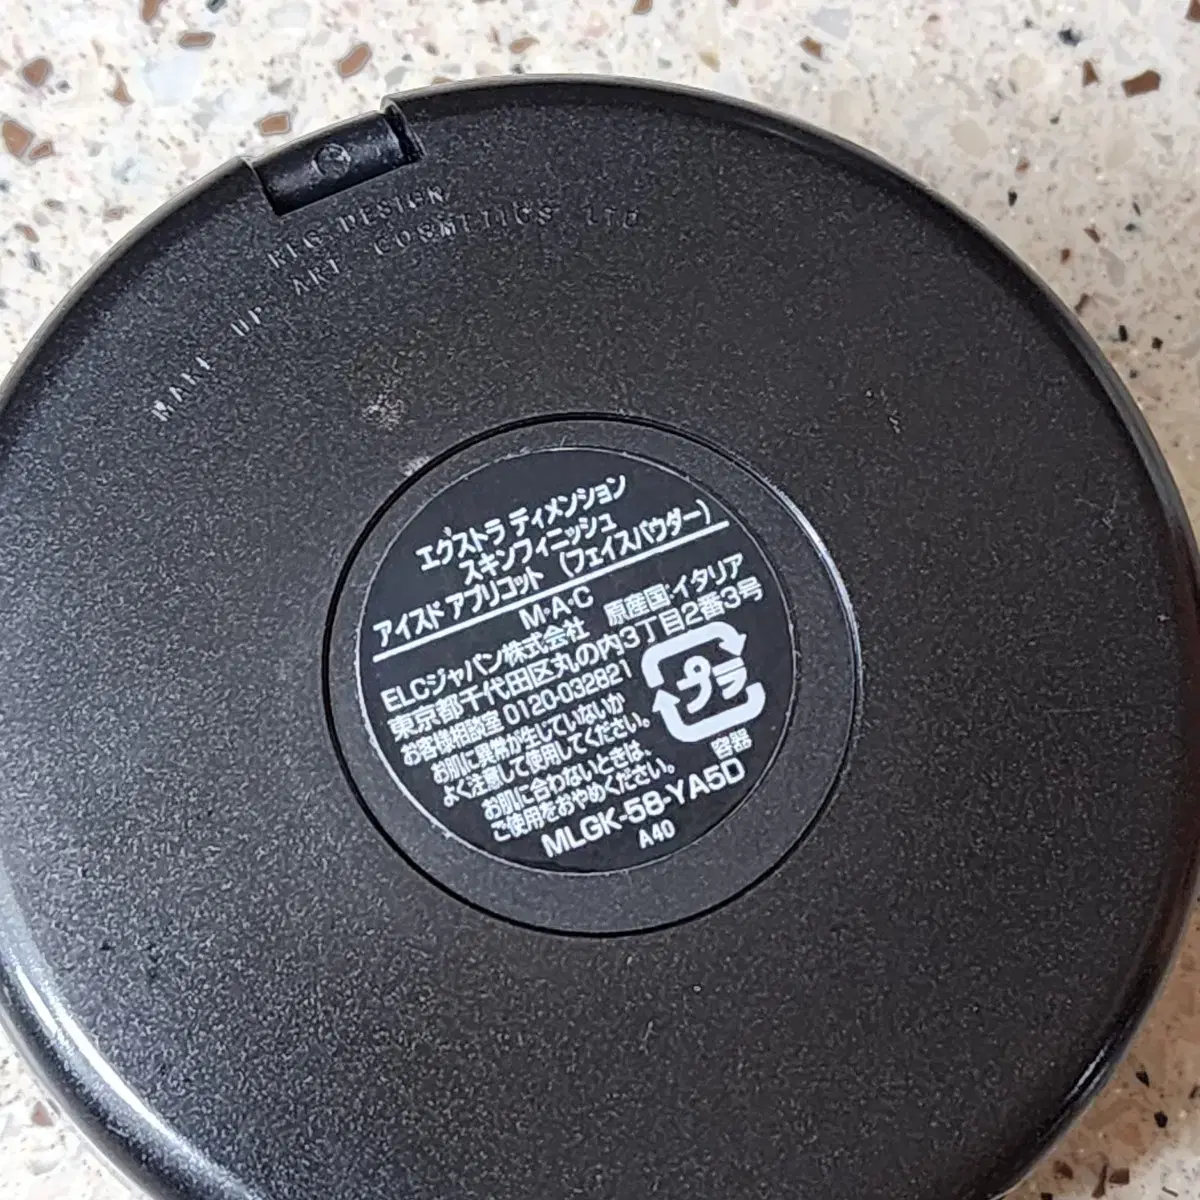 REG. DESIGN
MAKE UP ART COSMETICS LTD
エクストラ ディメンション
スキンフィニッシュ
アイスド アプリコット （フェイスパウダー）
M·A·C
ELCジャパン株式会社 原産国:イタリア
東京都千代田区丸の内3丁目2番3号
お客様相談室 0120-032821
お肌に異常が生じていないか
よく注意して使用してください。
お肌に合わないときは、
ご使用をおやめください。
プラ
容器
MLGK-58-YA5D
A40